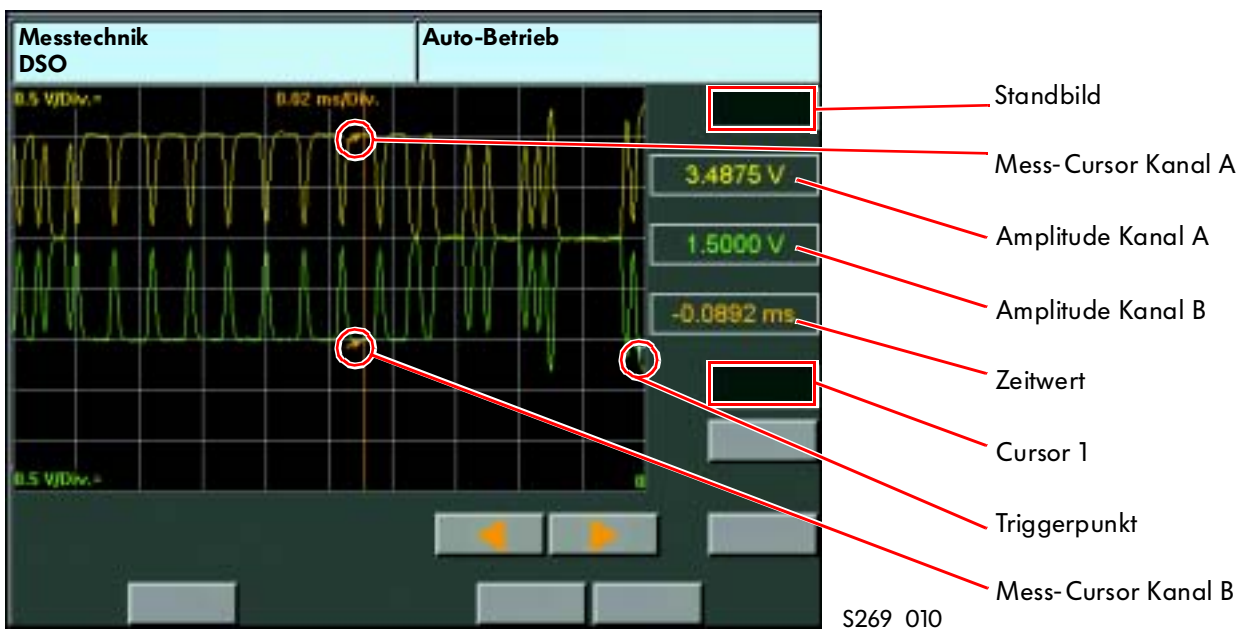 Messtechnik
DSO
Auto-Betrieb
0.5 V/Div.=
0.02 ms/Div.
3.4875 V
1.5000 V
-0.0892 ms
0.5 V/Div.=
0
Standbild
Mess-Cursor Kanal A
Amplitude Kanal A
Amplitude Kanal B
Zeitwert
Cursor 1
Triggerpunkt
Mess-Cursor Kanal B
S269_010